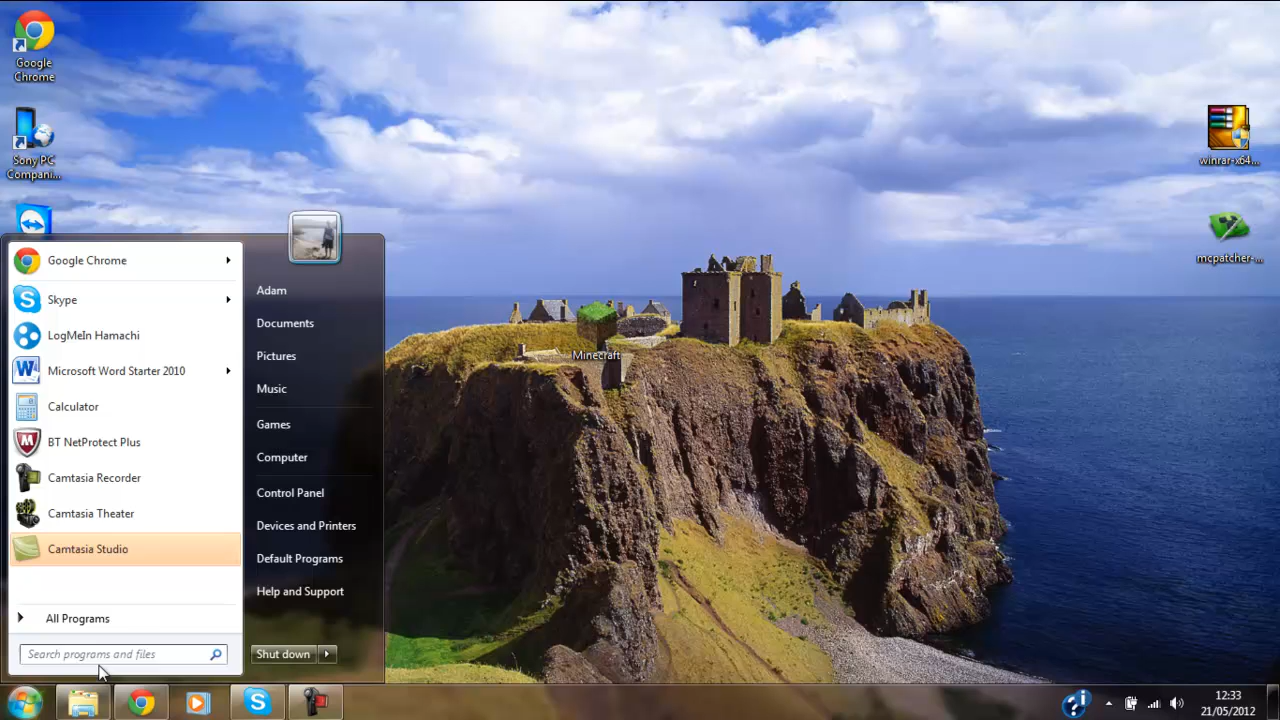 Google
Chrome
Sony PC
Compani...
winrar-x64...
mcpatcher-...
Minecraft
Google Chrome
Skype
LogMeIn Hamachi
Microsoft Word Starter 2010
Calculator
BT NetProtect Plus
Camtasia Recorder
Camtasia Theater
Camtasia Studio
All Programs
Search programs and files
Adam
Documents
Pictures
Music
Games
Computer
Control Panel
Devices and Printers
Default Programs
Help and Support
Shut down
12:33
21/05/2012